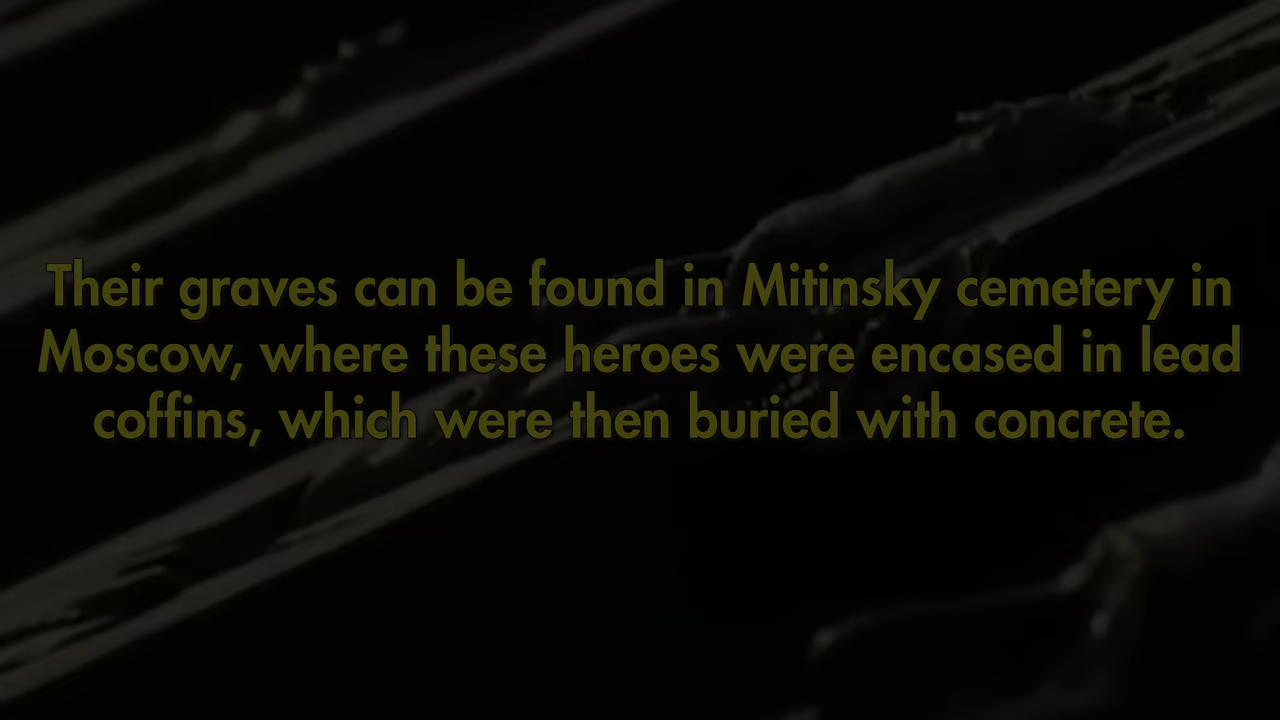 Their graves can be found in Mitinsky cemetery in
Moscow, where these heroes were encased in lead
coffins, which were then buried with concrete.